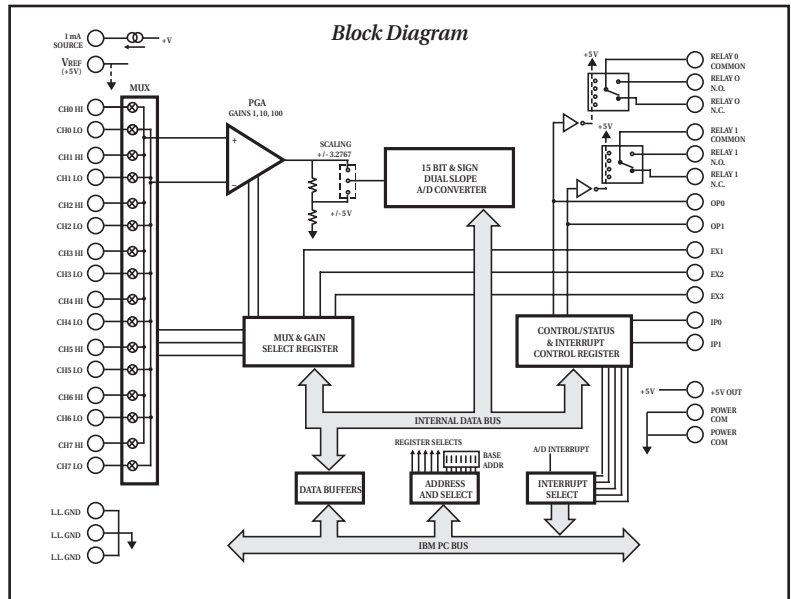 Block Diagram
1 mA
SOURCE
+V
VREF
(+5V)
MUX
CH0 HI
CH0 LO
CH1 HI
CH1 LO
CH2 HI
CH2 LO
CH3 HI
CH3 LO
CH4 HI
CH4 LO
CH5 HI
CH5 LO
CH6 HI
CH6 LO
CH7 HI
CH7 LO
L.L. GND
L.L. GND
L.L. GND
PGA
GAINS 1, 10, 100
+
–
SCALING
+/- 3.2767
+/- 5V
15 BIT & SIGN
DUAL SLOPE
A/D CONVERTER
+5V
+5V
RELAY 0
COMMON
RELAY O
N.O.
RELAY O
N.C.
RELAY 1
COMMON
RELAY 1
N.O.
RELAY 1
N.C.
OP0
OP1
EX1
EX2
EX3
IP0
IP1
+5V
+5V OUT
POWER
COM
POWER
COM
MUX & GAIN
SELECT REGISTER
CONTROL/STATUS
& INTERRUPT
CONTROL REGISTER
INTERNAL DATA BUS
REGISTER SELECTS
BASE
ADDR
A/D INTERRUPT
DATA BUFFERS
ADDRESS
AND SELECT
INTERRUPT
SELECT
IBM PC BUS